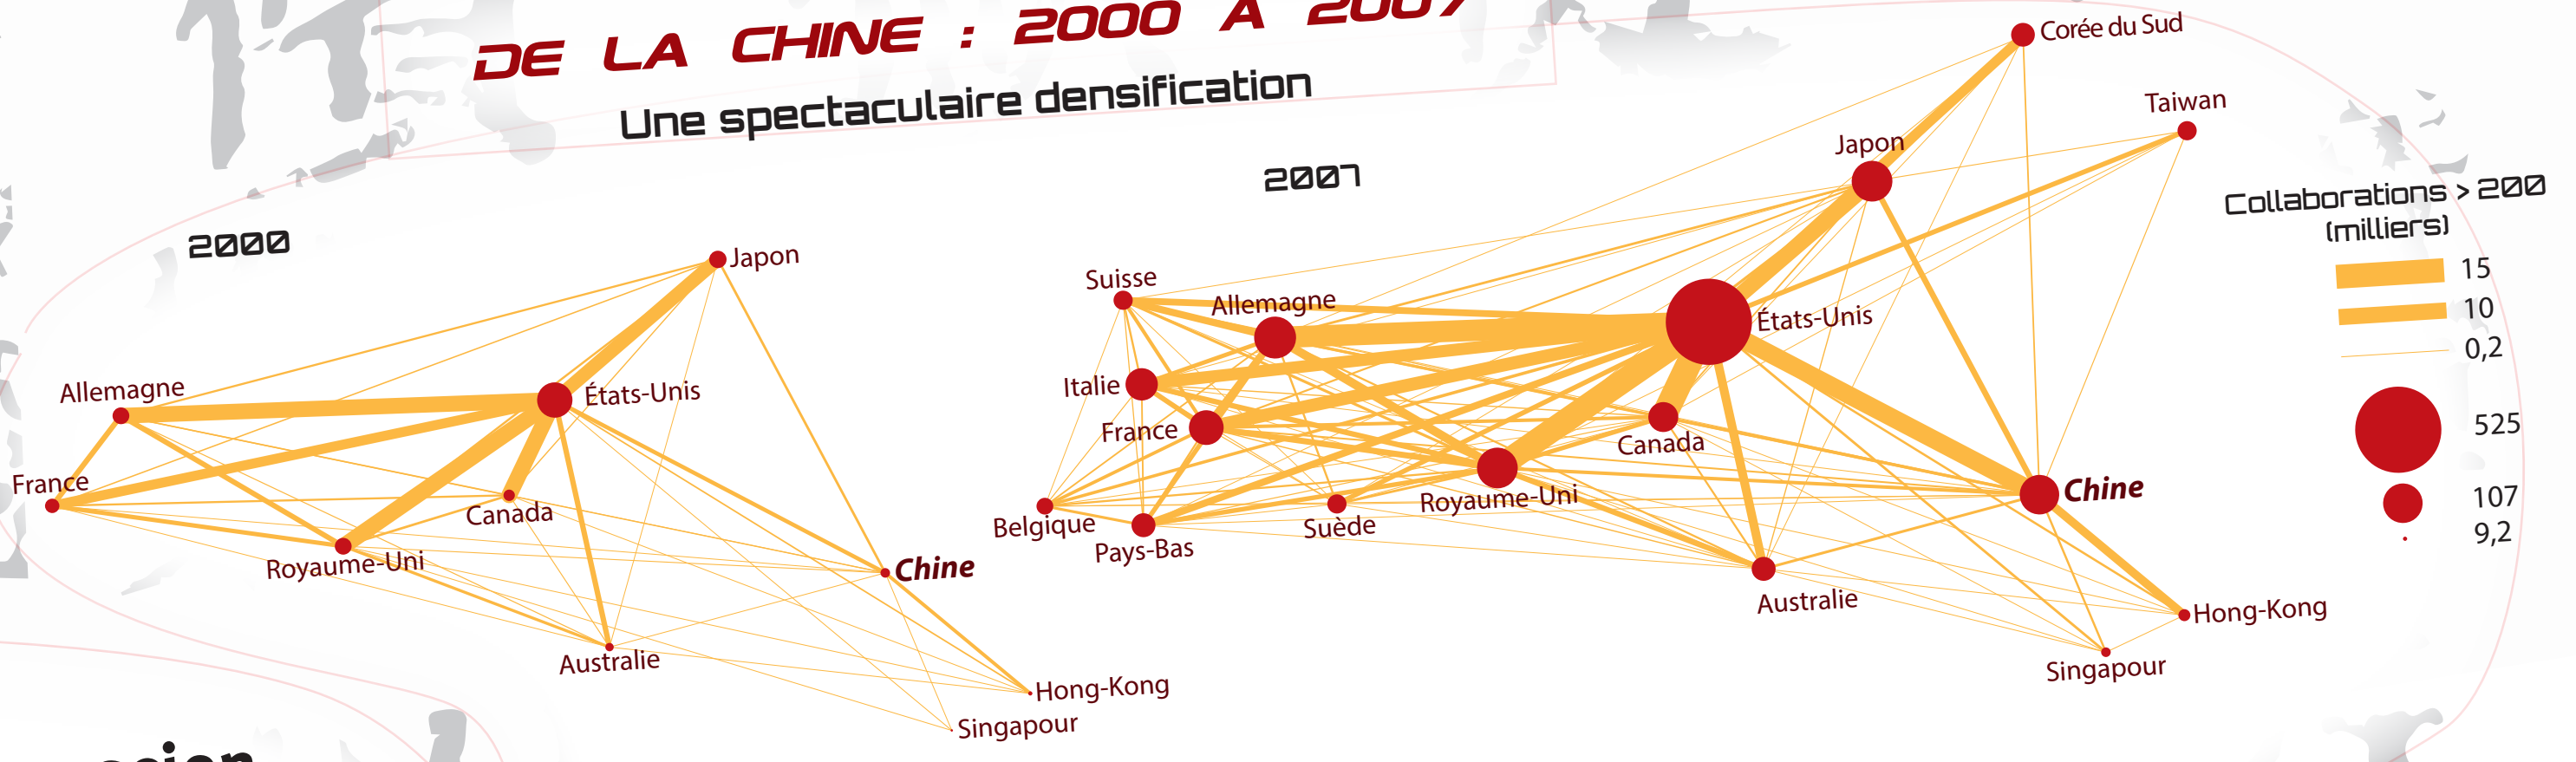 DE LA CHINE : 2000 A 2007
Une spectaculaire densification
2000
Japon
Allemagne
États-Unis
France
Canada
Royaume-Uni
Chine
Australie
Hong-Kong
Singapour
2007
Corée du Sud
Taiwan
Japon
Suisse
Allemagne
États-Unis
Italie
France
Canada
Royaume-Uni
Chine
Belgique
Pays-Bas
Suède
Australie
Hong-Kong
Singapour
Collaborations > 200
(milliers)
15
10
0,2
525
107
9,2